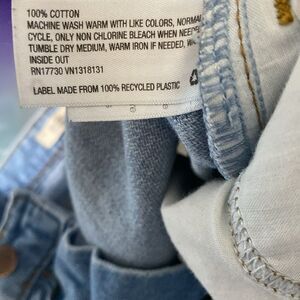 100% COTTON
MACHINE WASH WARM WITH LIKE COLORS, NORMAL
CYCLE, ONLY NON CHLORINE BLEACH WHEN NEEDED
TUMBLE DRY MEDIUM, WARM IRON IF NEEDED,
INSIDE OUT
RN17730 VN1318131
LABEL MADE FROM 100% RECYCLED PLASTIC